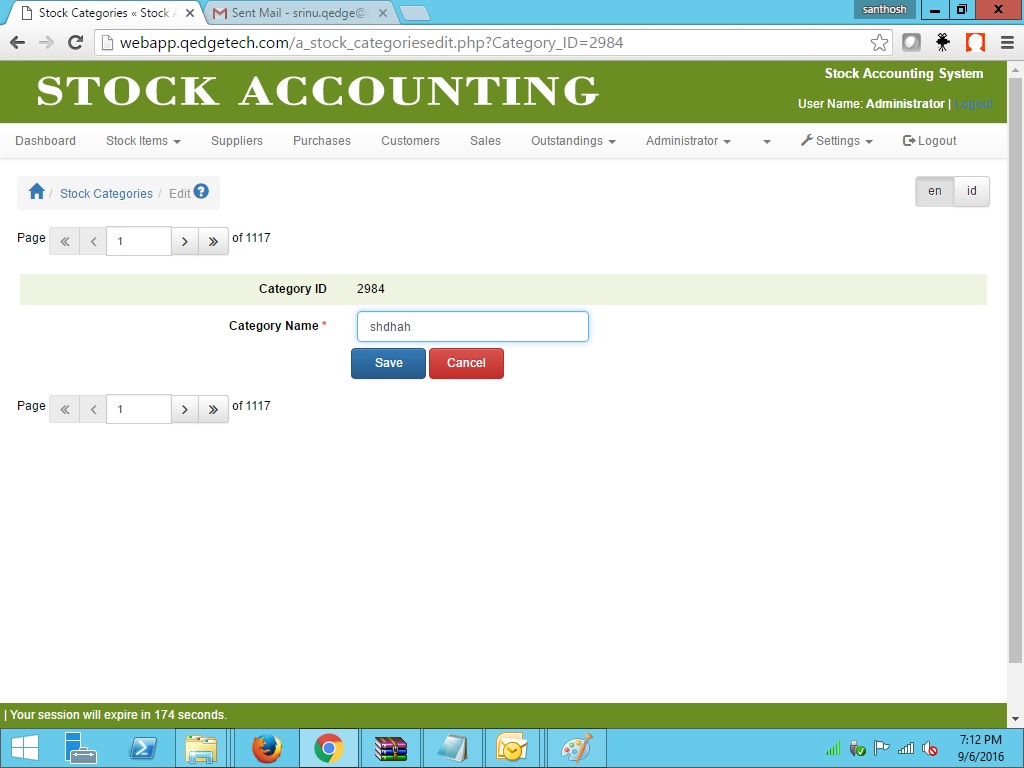 Stock Categories « Stock A
Sent Mail - srinu.qedge@
santhosh
webapp.qedgetech.com/a_stock_categoriesedit.php?Category_ID=2984
STOCK ACCOUNTING
Stock Accounting System
User Name: Administrator | Logout
Dashboard Stock Items Suppliers Purchases Customers Sales Outstandings Administrator Settings Logout
/ Stock Categories / Edit ?
en id
Page « < 1 > » of 1117
Category ID 2984
Category Name * shdhah
Save Cancel
Page « < 1 > » of 1117
| Your session will expire in 174 seconds.
7:12 PM
9/6/2016